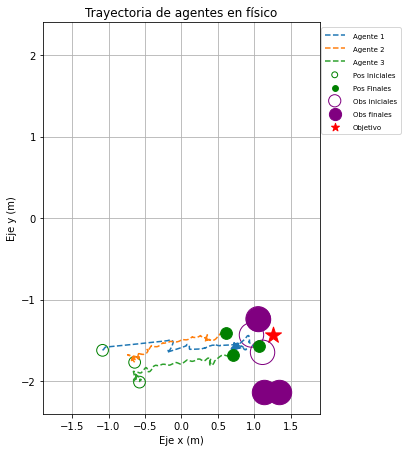 Trayectoria de agentes en físico
Agente 1
Agente 2
Agente 3
Pos Iniciales
Pos Finales
Obs Iniciales
Obs finales
Objetivo
Eje y (m)
2
1
0
−1
−2
−1.5
−1.0
−0.5
0.0
0.5
1.0
1.5
Eje x (m)